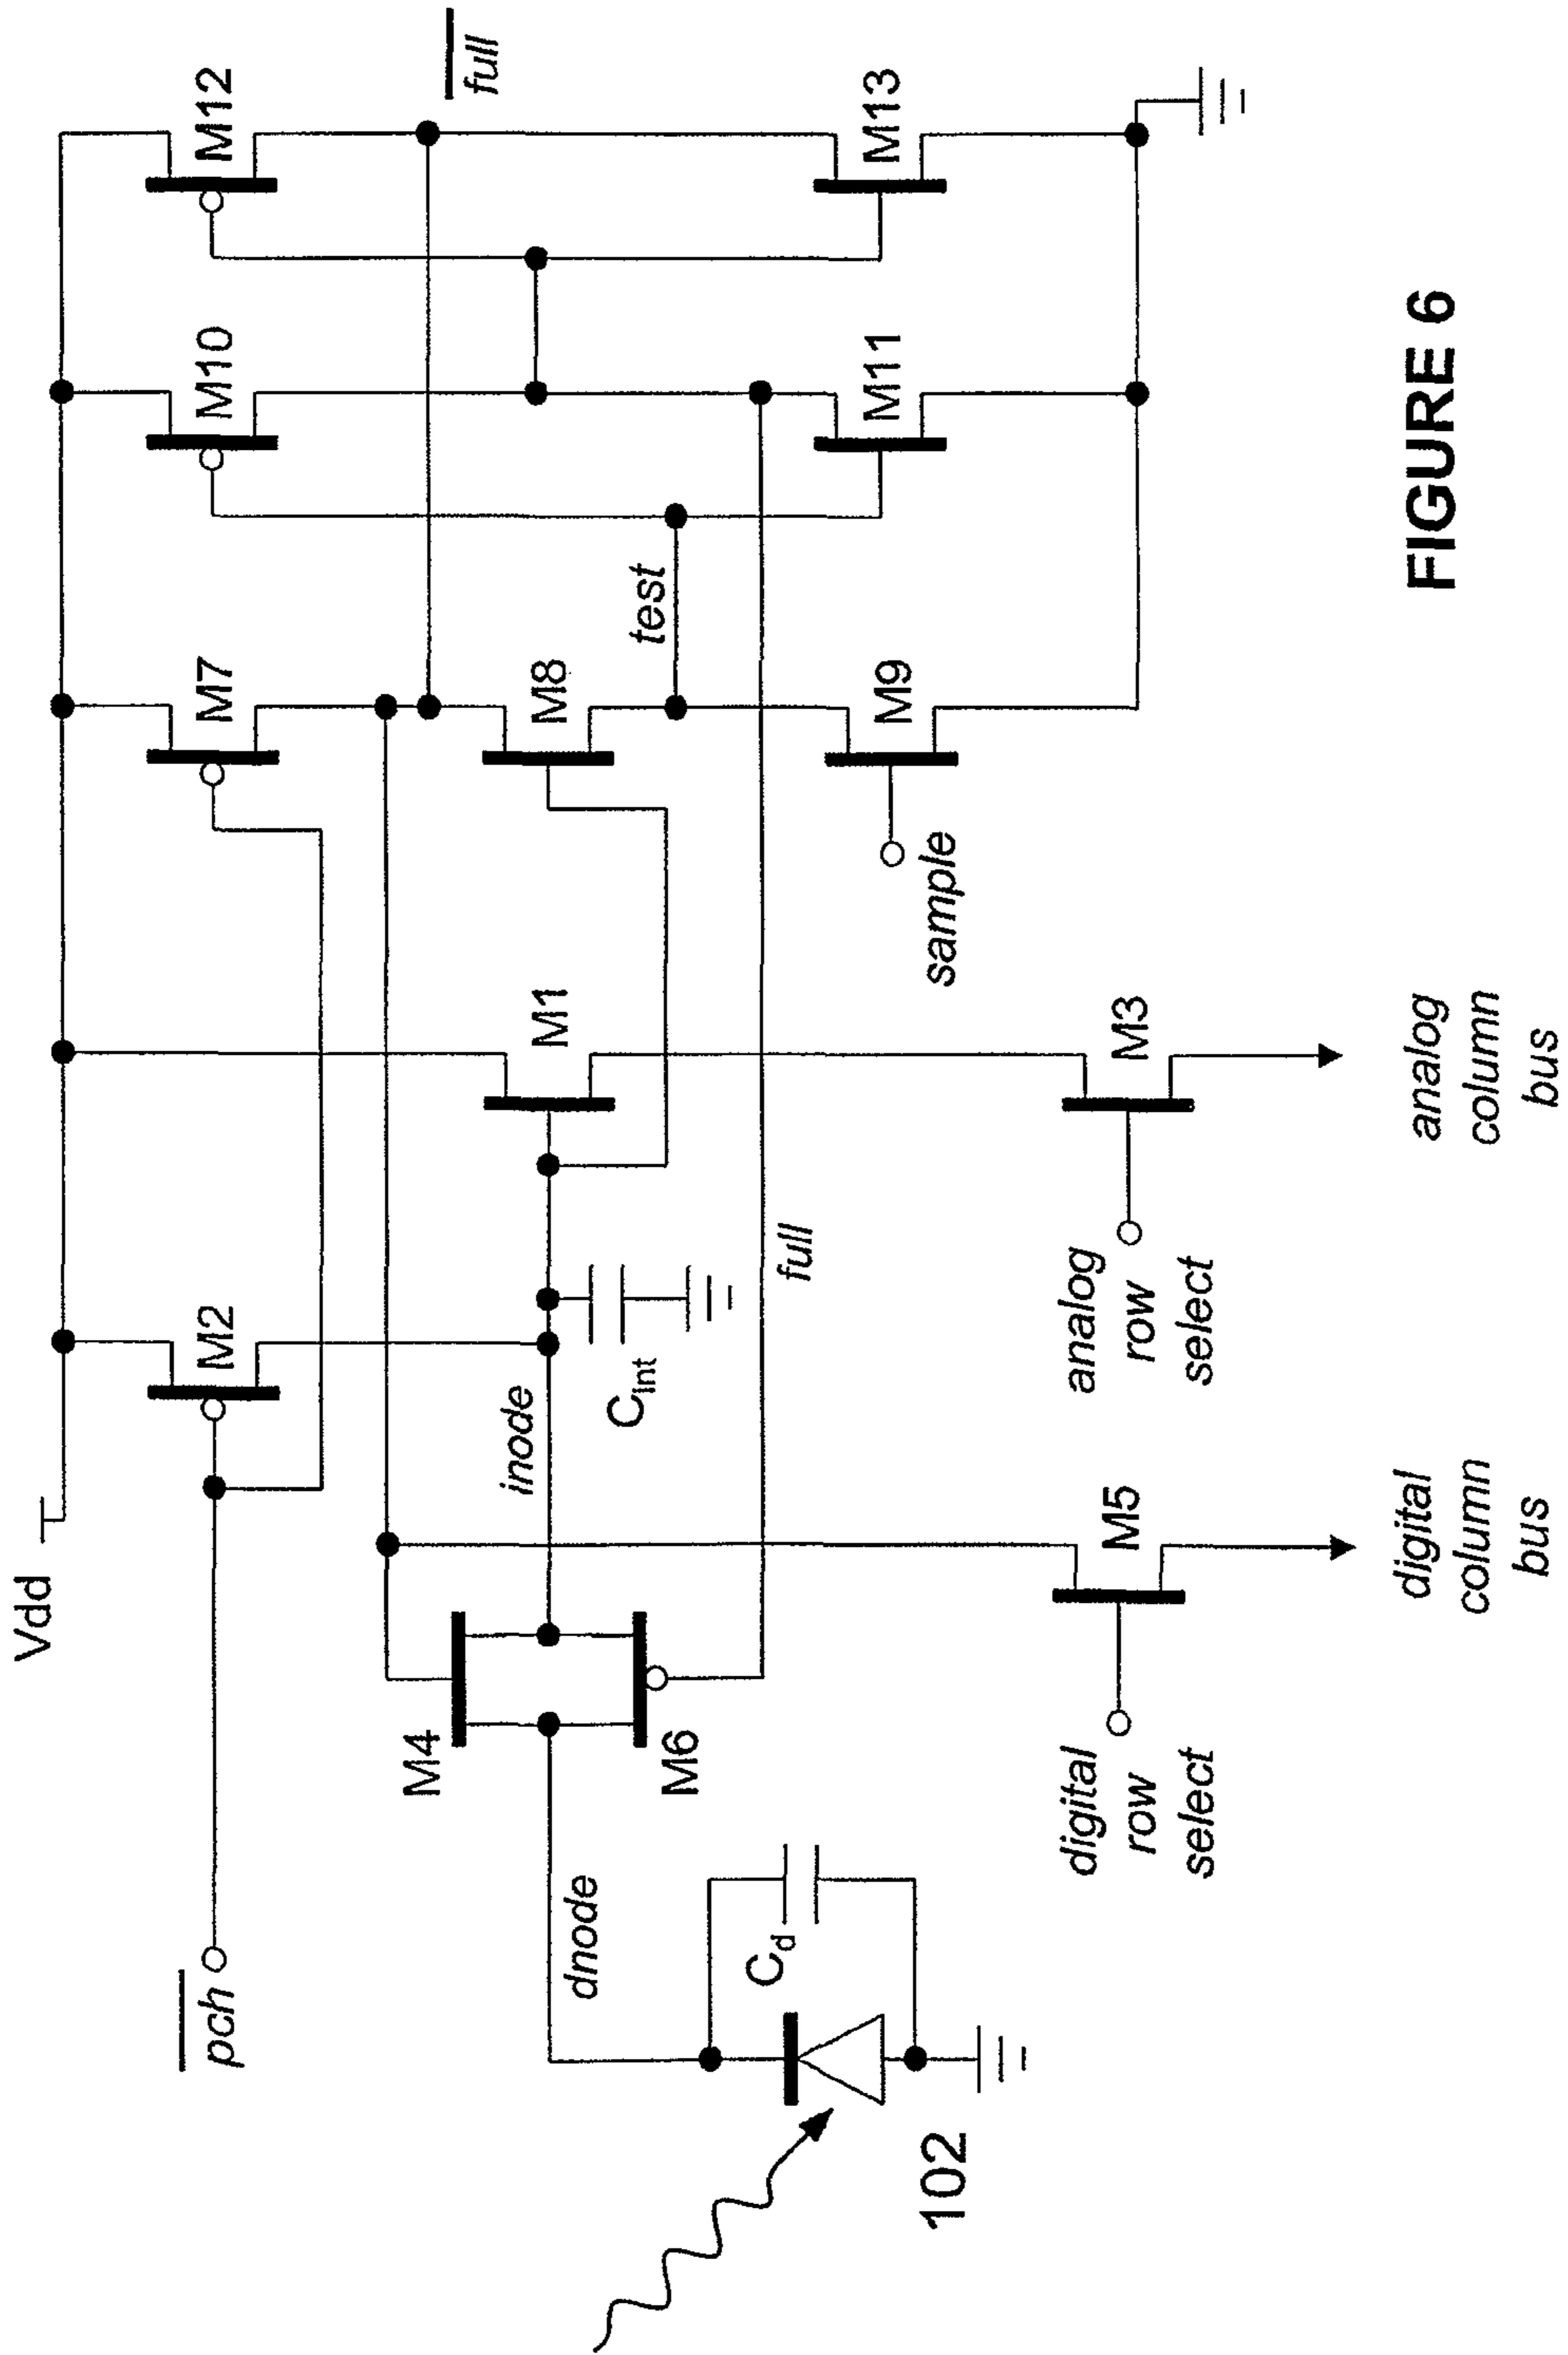 Vdd
pch
M2
M7
M10
M12
full
M4
M6
inode
C_int
M1
M8
test
M9
M11
M13
dnode
C_d
102
full
sample
digital
row
select
M5
analog
row
select
M3
digital
column
bus
analog
column
bus
FIGURE 6